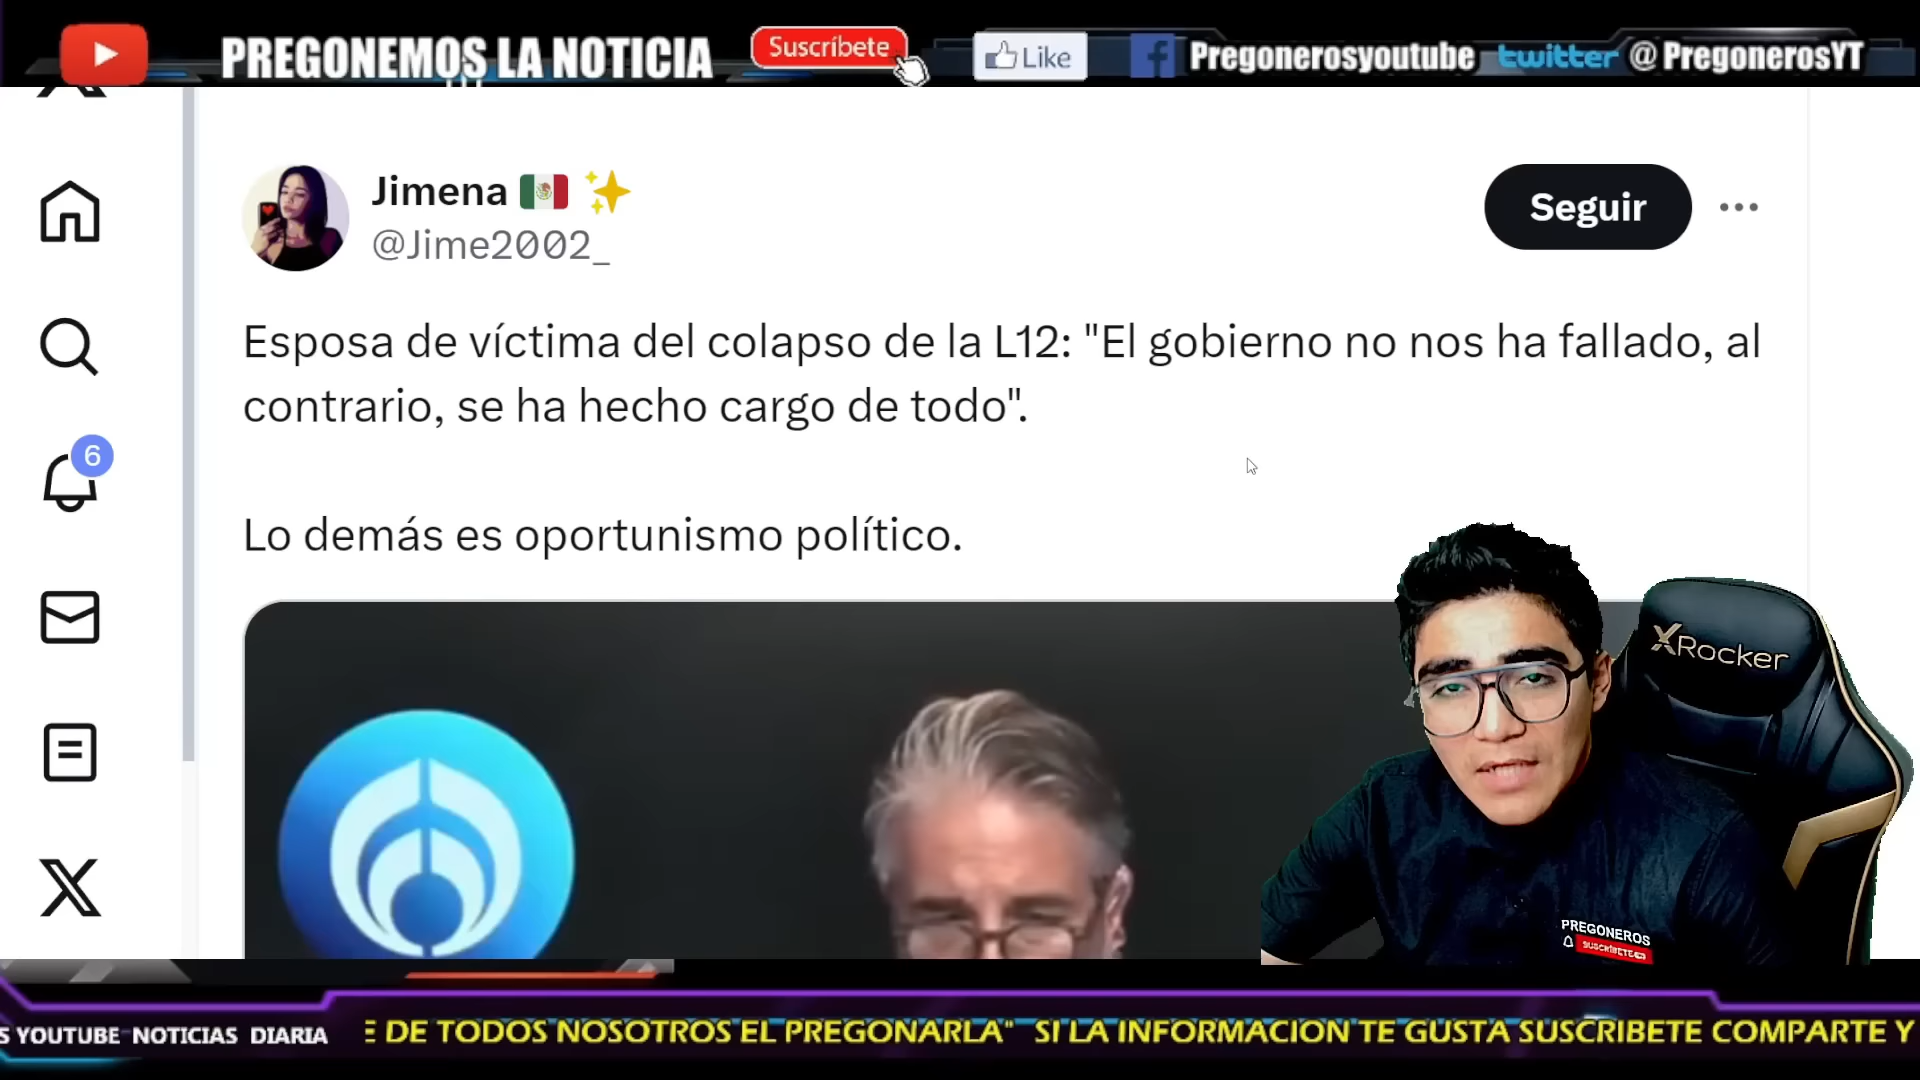 PREGONEMOS LA NOTICIA
Suscríbete
Like
Pregonerosyoutube
twitter @PregonerosYT
Jimena
@Jime2002_
Seguir
6
Esposa de víctima del colapso de la L12: "El gobierno no nos ha fallado, al
contrario, se ha hecho cargo de todo".
Lo demás es oportunismo político.
XRocker
PREGONEROS
SUSCRÍBETE
S YOUTUBE NOTICIAS DIARIA
E DE TODOS NOSOTROS EL PREGONARLA" SI LA INFORMACION TE GUSTA SUSCRIBETE COMPARTE Y